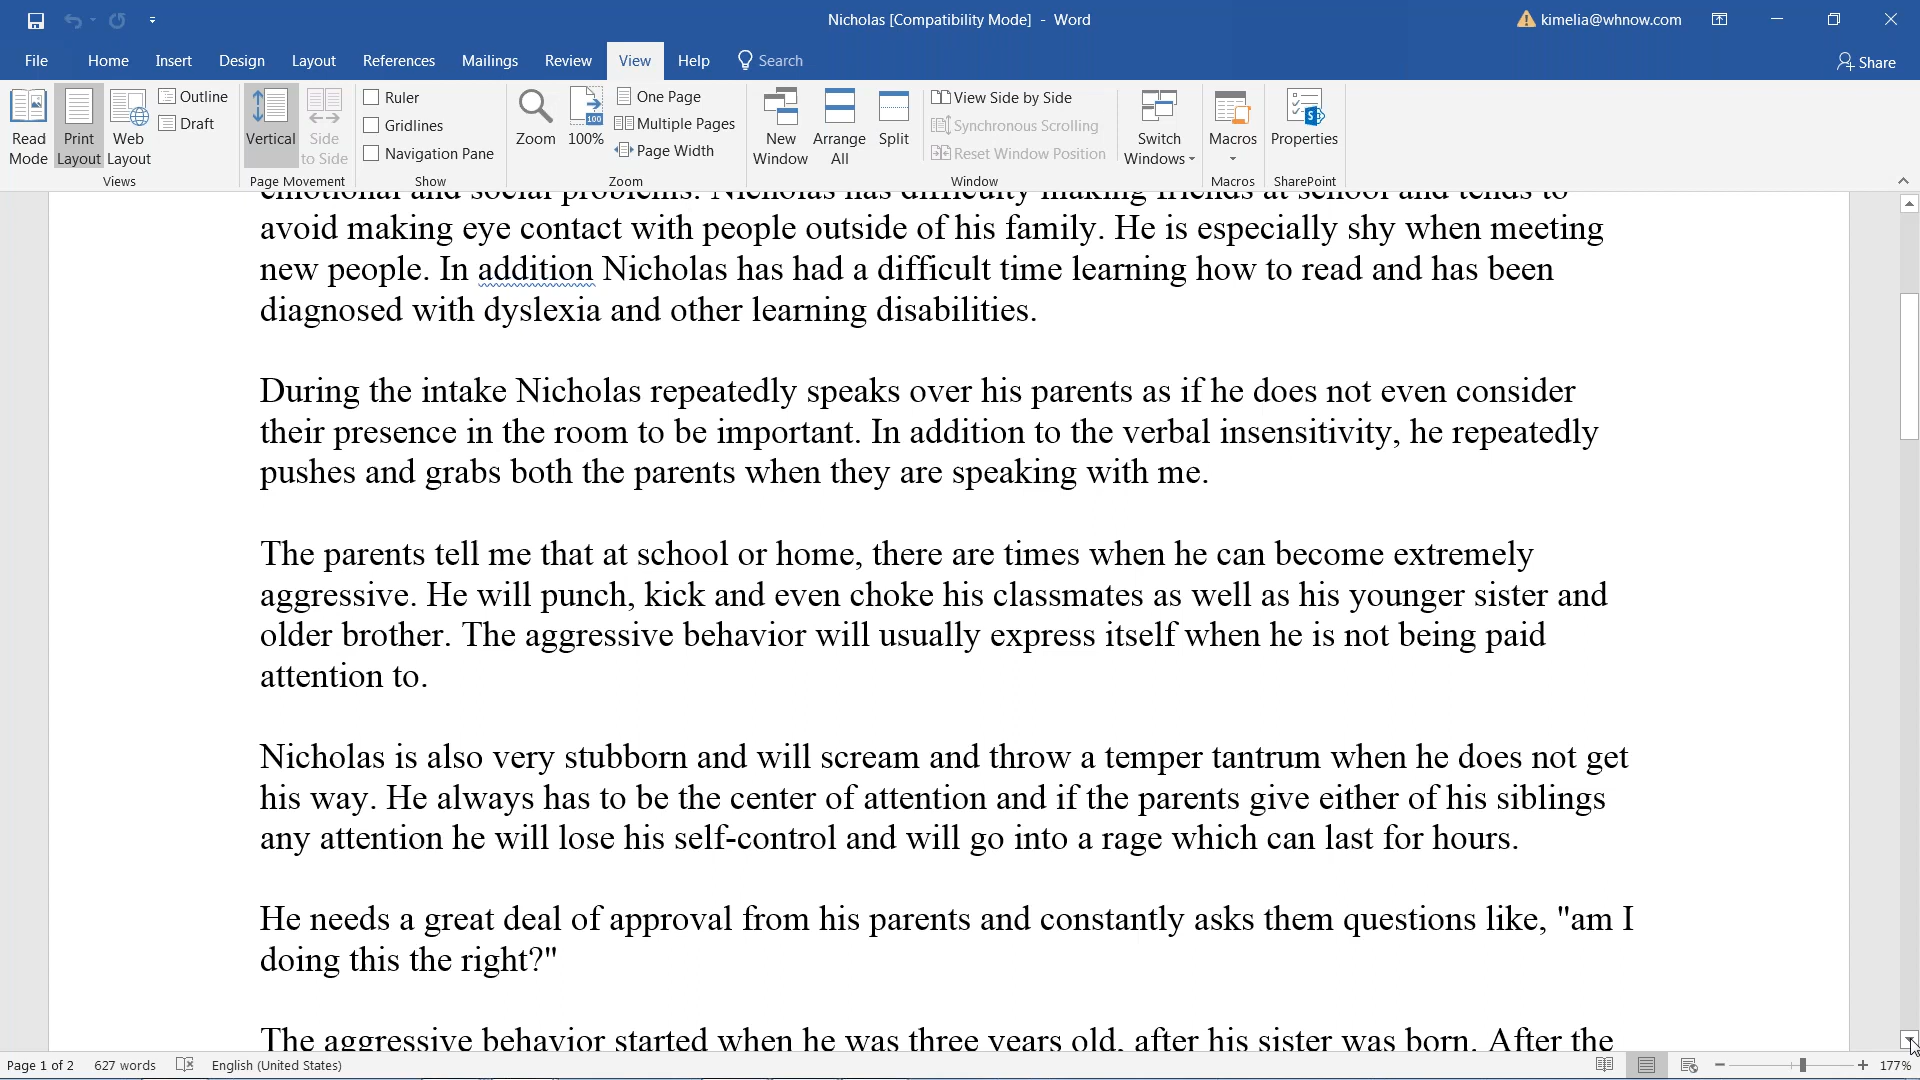 Nicholas [Compatibility Mode] - Word
kimelia@whnow.com
File Home Insert Design Layout References Mailings Review View Help Search
Share
Read Mode
Print Layout
Web Layout
Outline
Draft
Views
Vertical
Side to Side
Page Movement
Ruler
Gridlines
Navigation Pane
Show
Zoom
100
100%
One Page
Multiple Pages
Page Width
Zoom
New Window
Arrange All
Split
View Side by Side
Synchronous Scrolling
Reset Window Position
Switch Windows
Window
Macros
Macros
Properties
SharePoint
emotional and social problems. Nicholas has difficulty making friends at school and tends to
avoid making eye contact with people outside of his family. He is especially shy when meeting
new people. In addition Nicholas has had a difficult time learning how to read and has been
diagnosed with dyslexia and other learning disabilities.
During the intake Nicholas repeatedly speaks over his parents as if he does not even consider
their presence in the room to be important. In addition to the verbal insensitivity, he repeatedly
pushes and grabs both the parents when they are speaking with me.
The parents tell me that at school or home, there are times when he can become extremely
aggressive. He will punch, kick and even choke his classmates as well as his younger sister and
older brother. The aggressive behavior will usually express itself when he is not being paid
attention to.
Nicholas is also very stubborn and will scream and throw a temper tantrum when he does not get
his way. He always has to be the center of attention and if the parents give either of his siblings
any attention he will lose his self-control and will go into a rage which can last for hours.
He needs a great deal of approval from his parents and constantly asks them questions like, "am I
doing this the right?"
The aggressive behavior started when he was three years old, after his sister was born. After the
Page 1 of 2 627 words English (United States)
177%